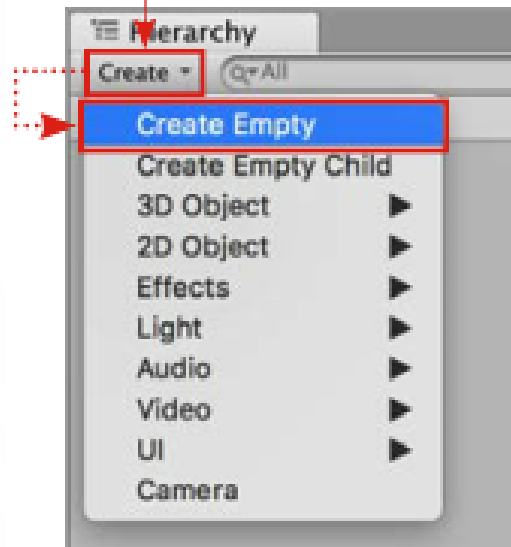 Hierarchy
Create
All
Create Empty
Create Empty Child
3D Object
2D Object
Effects
Light
Audio
Video
UI
Camera